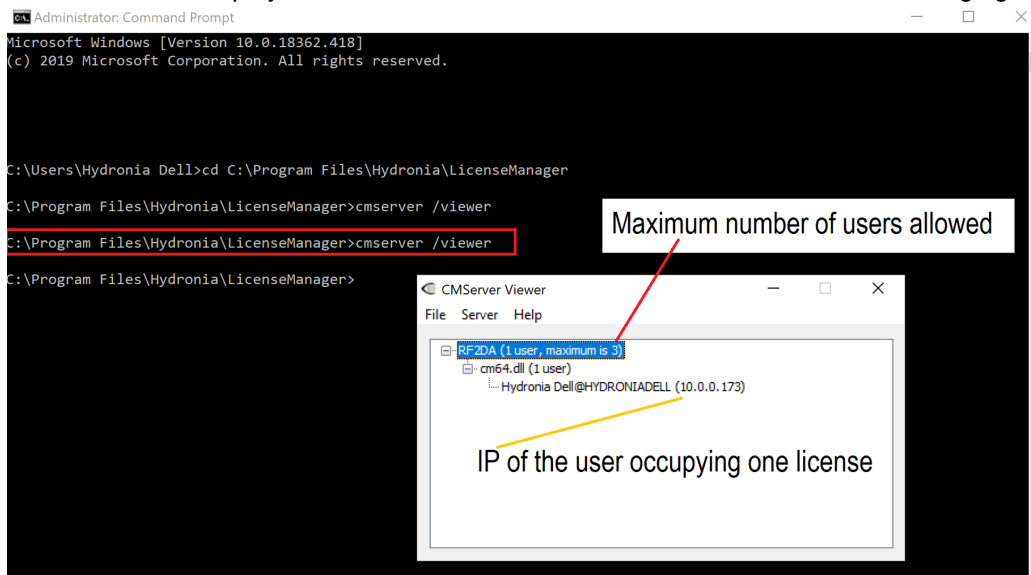 Administrator: Command Prompt
Microsoft Windows [Version 10.0.18362.418]
(c) 2019 Microsoft Corporation. All rights reserved.
C:\Users\Hydronia Dell>cd C:\Program Files\Hydronia\LicenseManager
C:\Program Files\Hydronia\LicenseManager>cmserver /viewer
C:\Program Files\Hydronia\LicenseManager>cmserver /viewer
C:\Program Files\Hydronia\LicenseManager>
Maximum number of users allowed
CMServer Viewer
File Server Help
RF2DA (1 user, maximum is 3)
cm64.dll (1 user)
Hydronia Dell@HYDRONIADELL (10.0.0.173)
IP of the user occupying one license